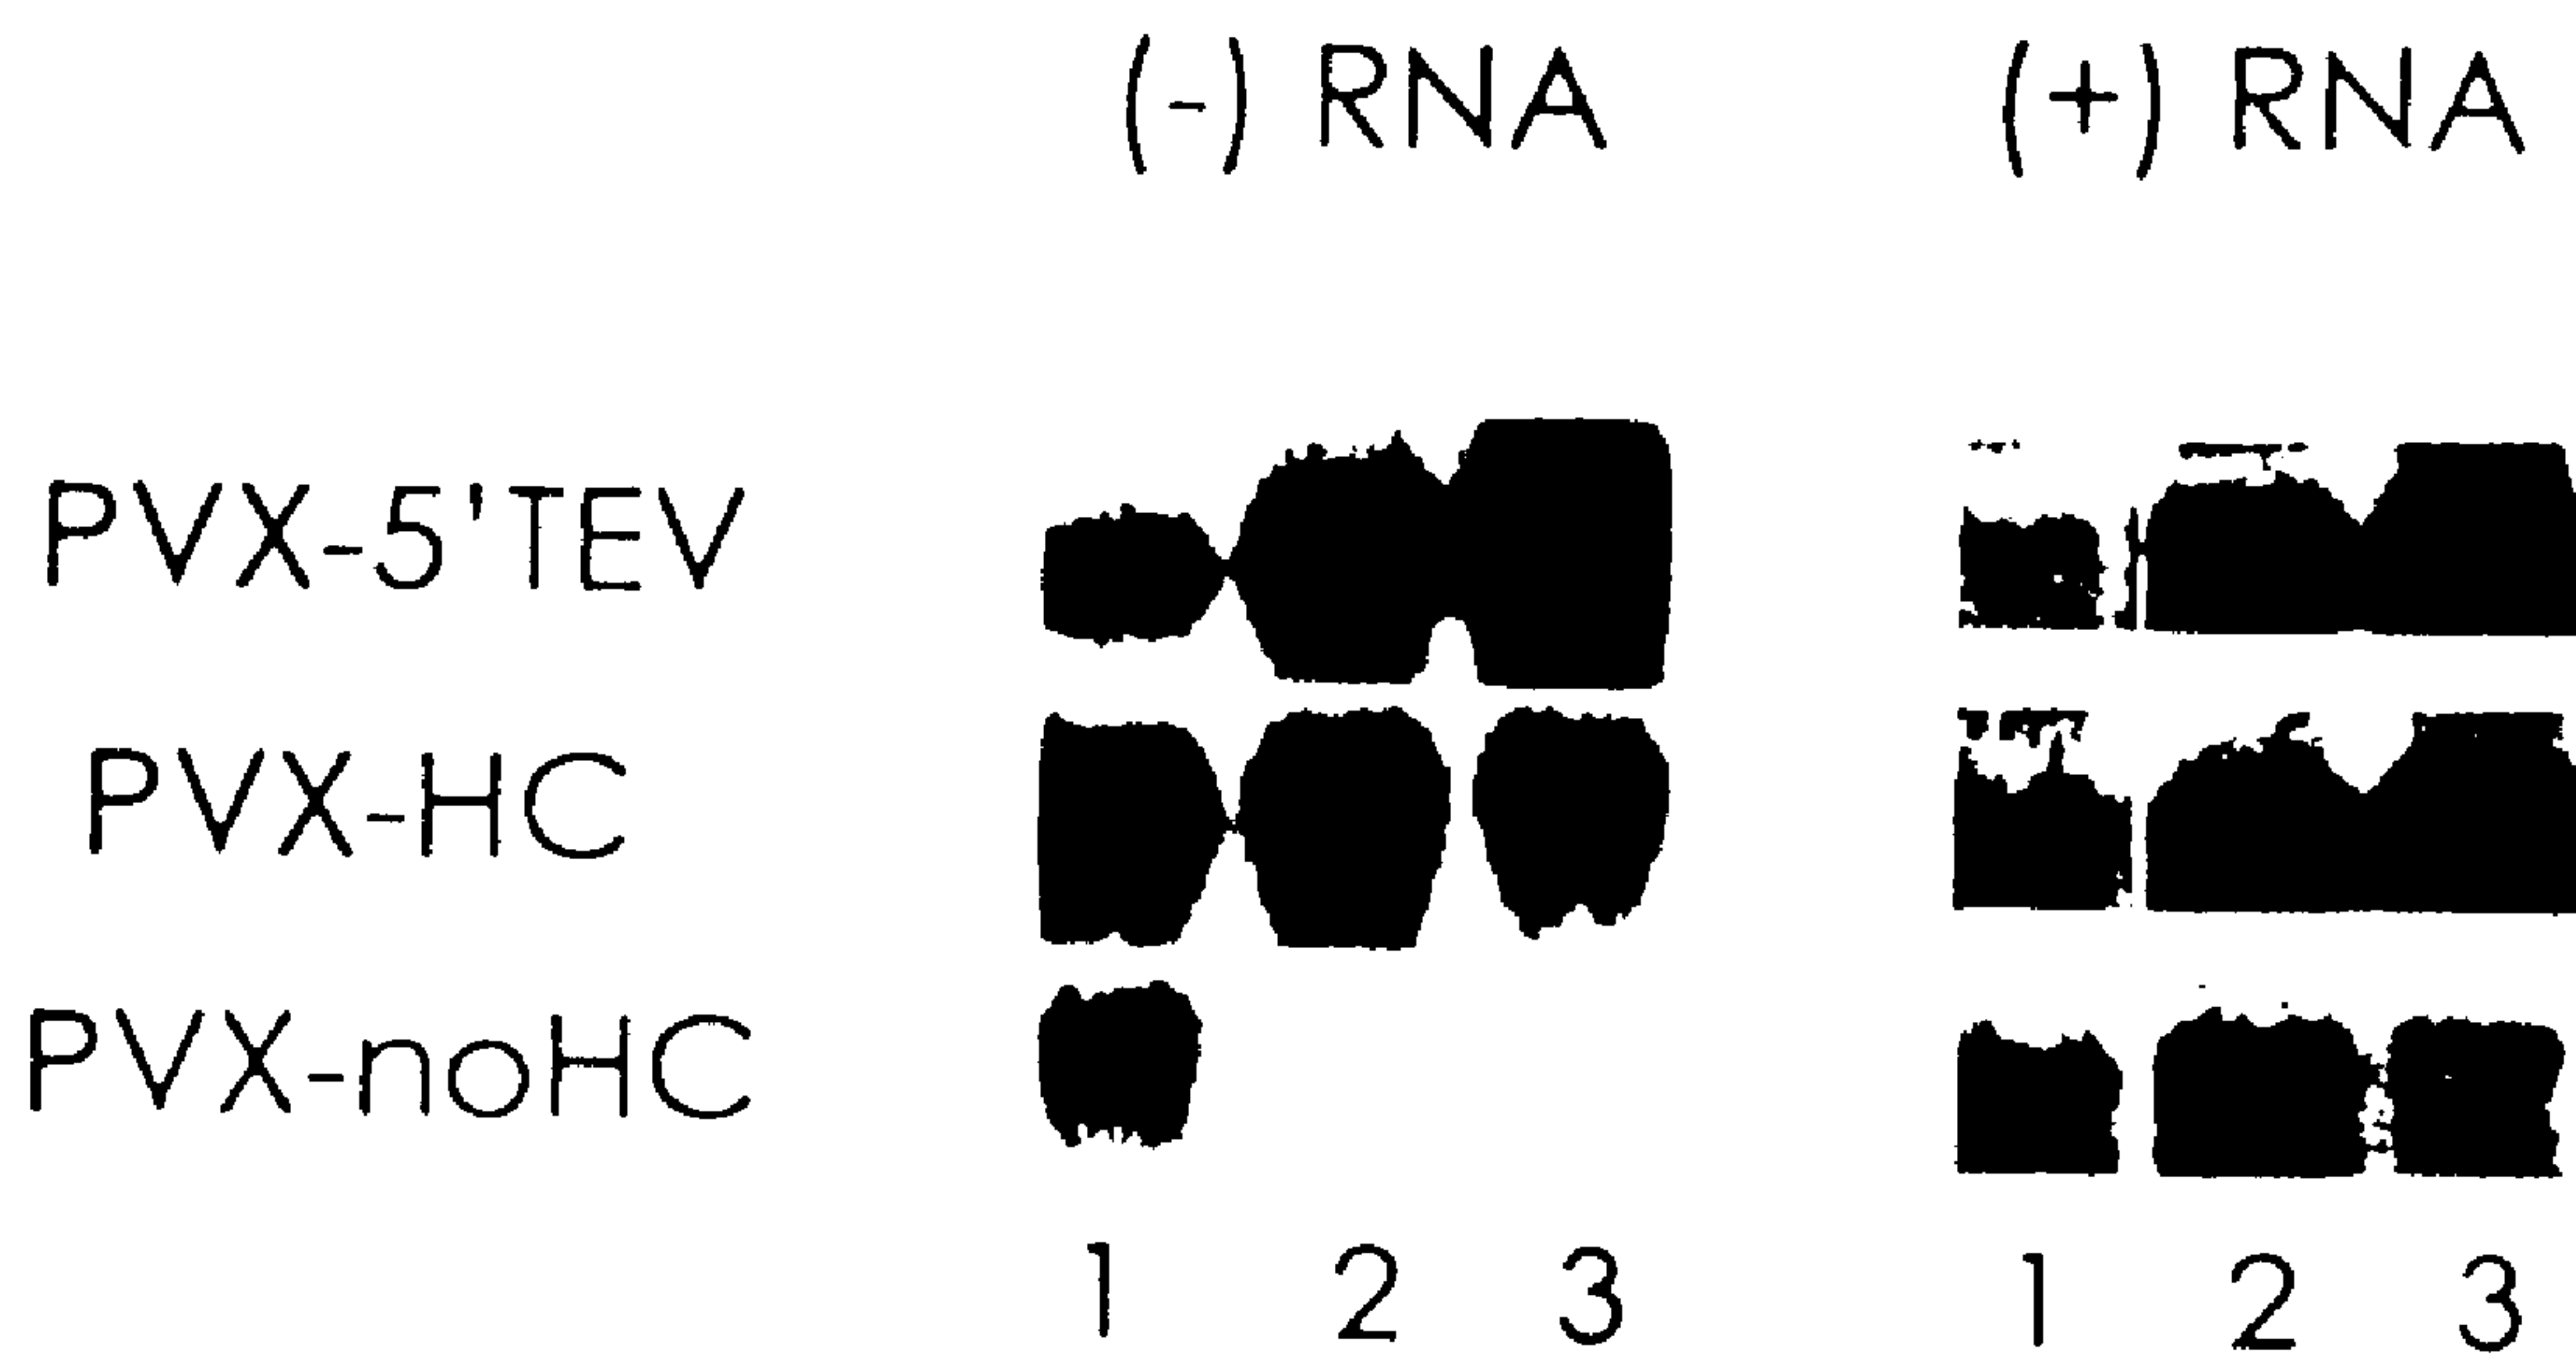 (-) RNA (+) RNA
PVX-5'TEV
PVX-HC
PVX-noHC
1 2 3 1 2 3